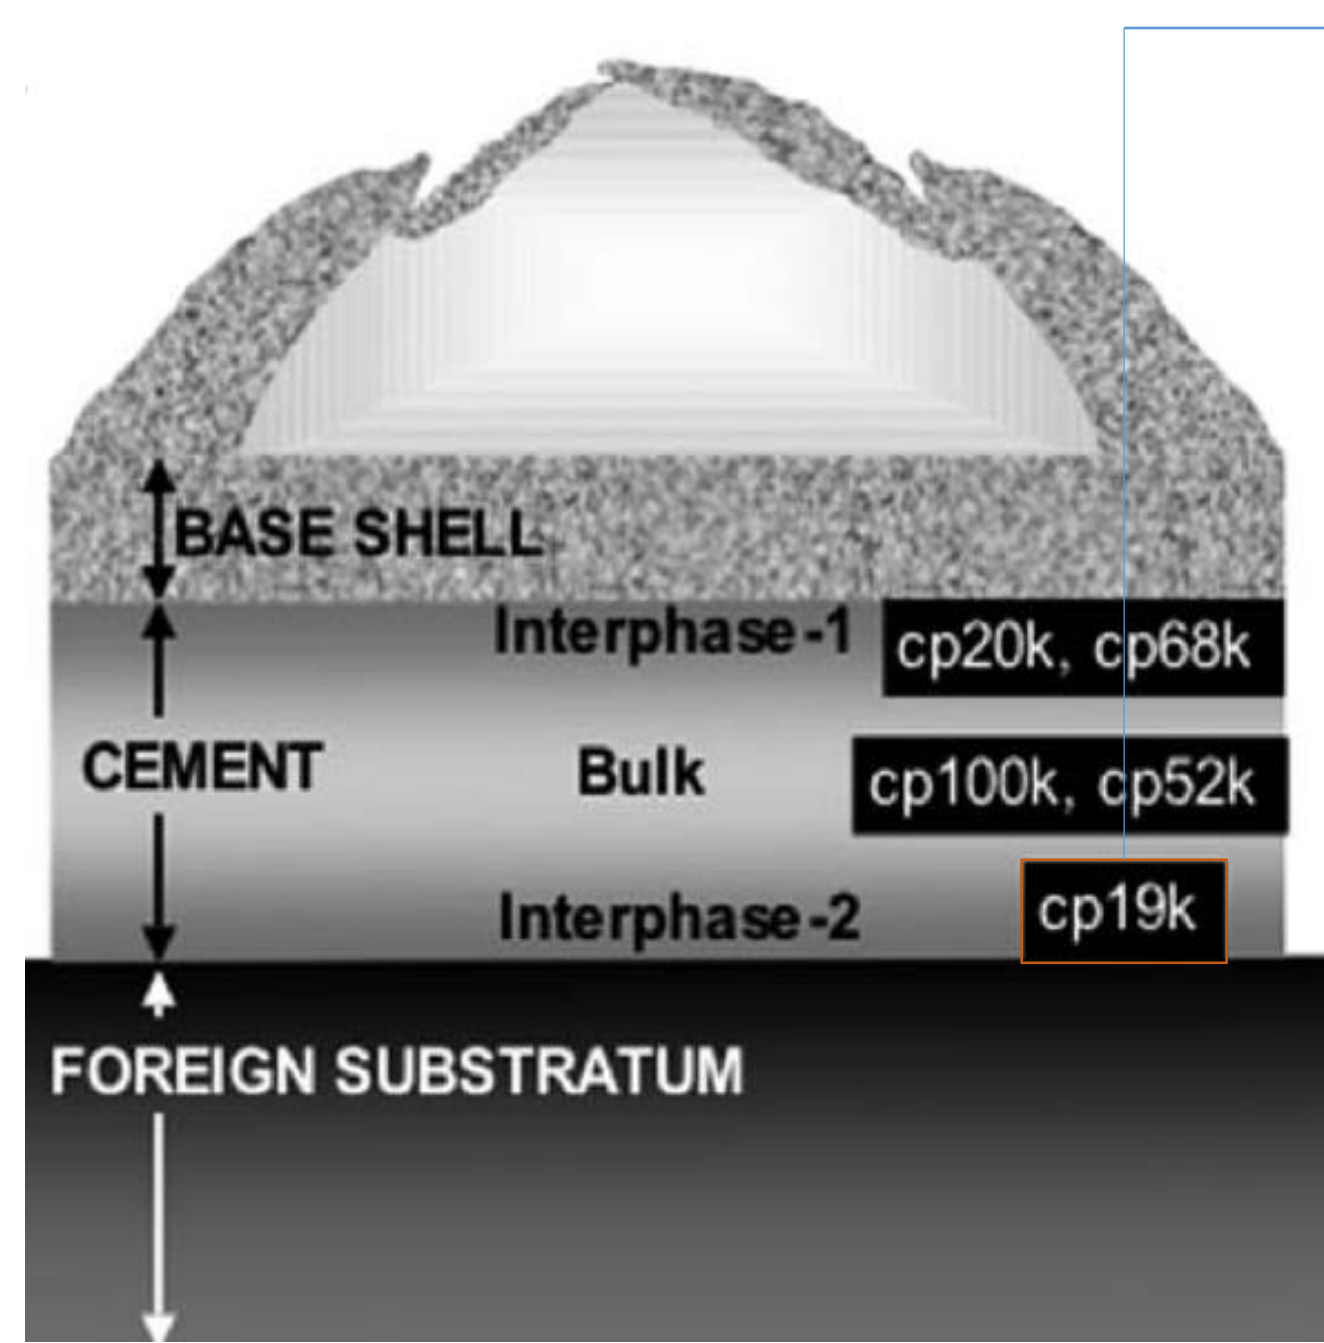 BASE SHELL
Interphase-1
cp20k, cp68k
CEMENT
Bulk
cp100k, cp52k
Interphase-2
cp19k
FOREIGN SUBSTRATUM